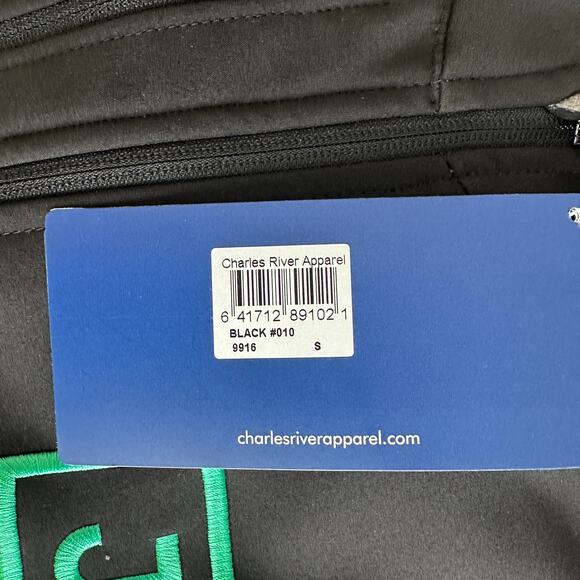 Charles River Apparel
6 41712 89102 1
BLACK #010
9916 S
charlesriverapparel.com